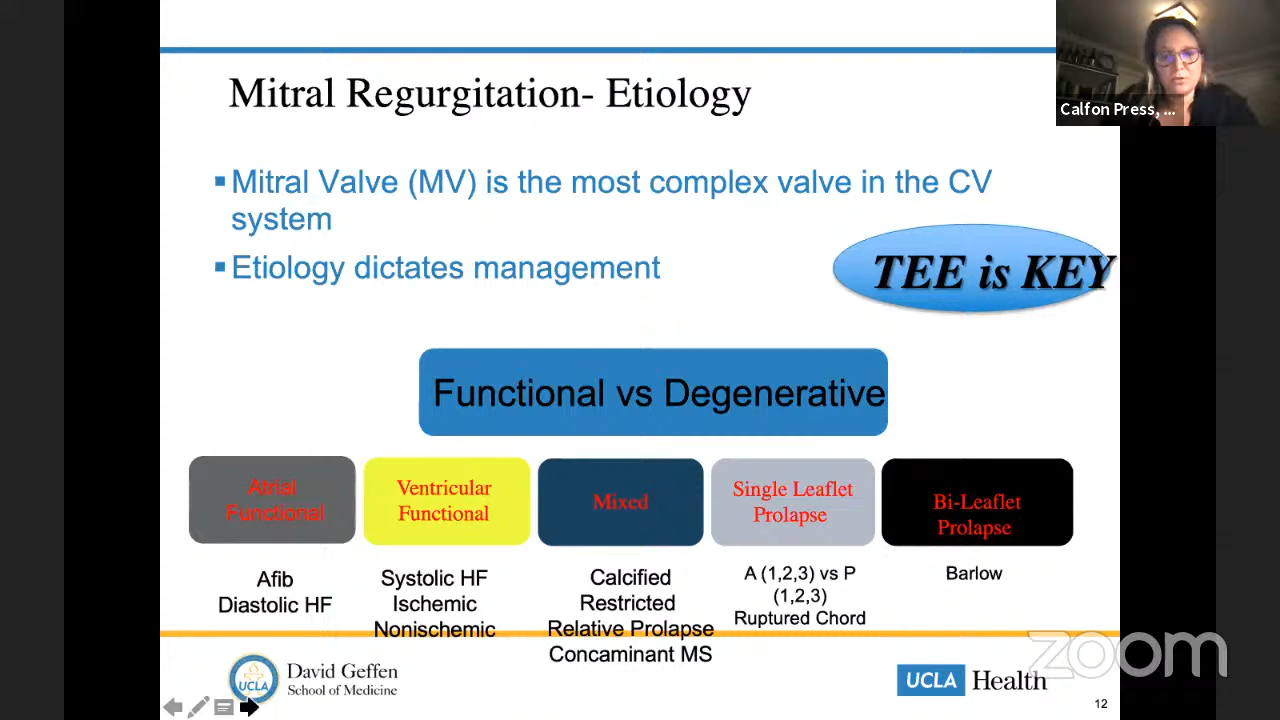 Calfon Press, ...
Mitral Regurgitation- Etiology
Mitral Valve (MV) is the most complex valve in the CV
system
Etiology dictates management
TEE is KEY
Functional vs Degenerative
Atrial
Functional
Afib
Diastolic HF
Ventricular
Functional
Systolic HF
Ischemic
Nonischemic
Mixed
Calcified
Restricted
Relative Prolapse
Concaminant MS
Single Leaflet
Prolapse
A (1,2,3) vs P
(1,2,3)
Ruptured Chord
Bi-Leaflet
Prolapse
Barlow
UCLA
David Geffen
School of Medicine
UCLA Health
zoom
12